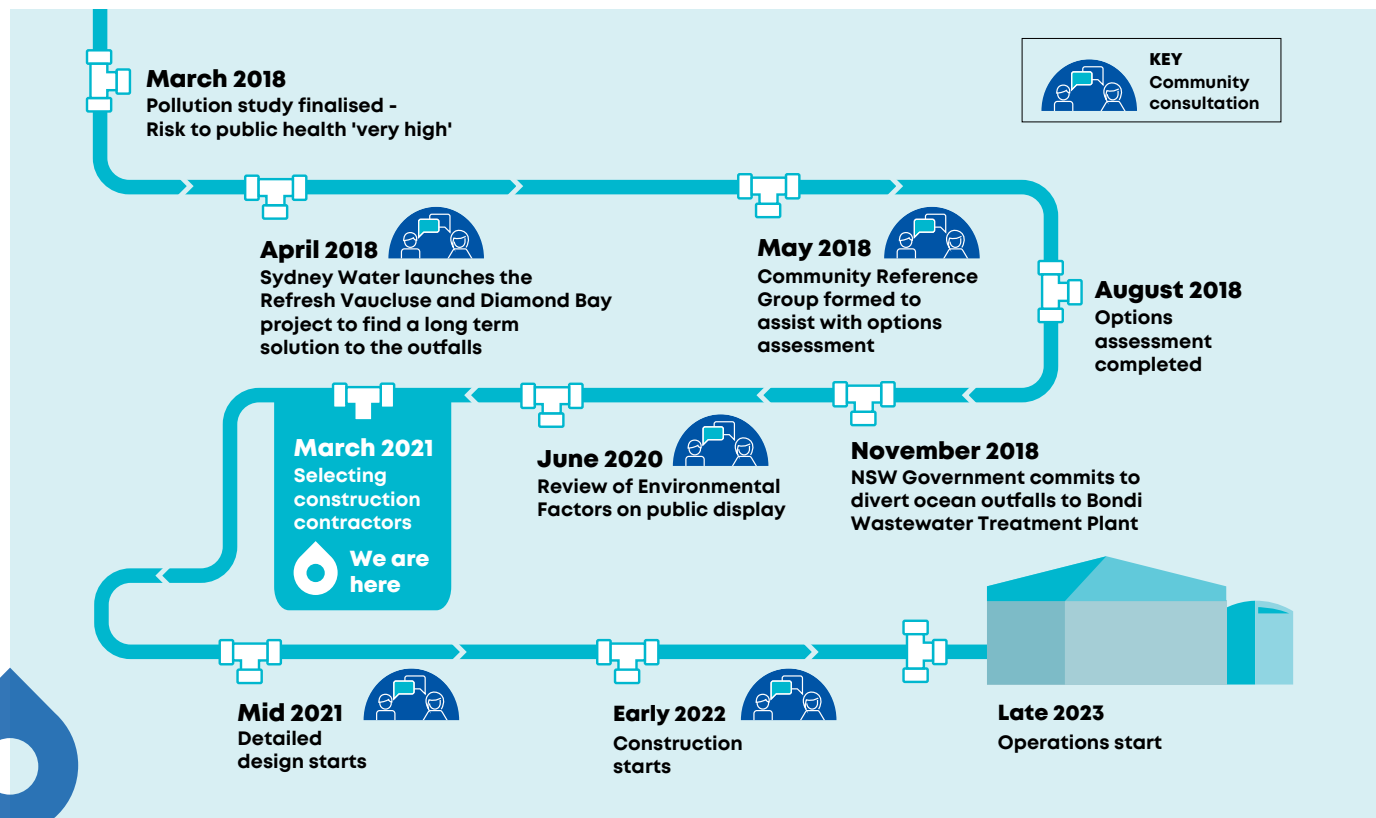 March 2018
Pollution study finalised -
Risk to public health 'very high'
KEY
Community
consultation
April 2018
Sydney Water launches the
Refresh Vaucluse and Diamond Bay
project to find a long term
solution to the outfalls
May 2018
Community Reference
Group formed to
assist with options
assessment
August 2018
Options
assessment
completed
November 2018
NSW Government commits to
divert ocean outfalls to Bondi
Wastewater Treatment Plant
June 2020
Review of Environmental
Factors on public display
March 2021
Selecting
construction
contractors
We are
here
Mid 2021
Detailed
design starts
Early 2022
Construction
starts
Late 2023
Operations start